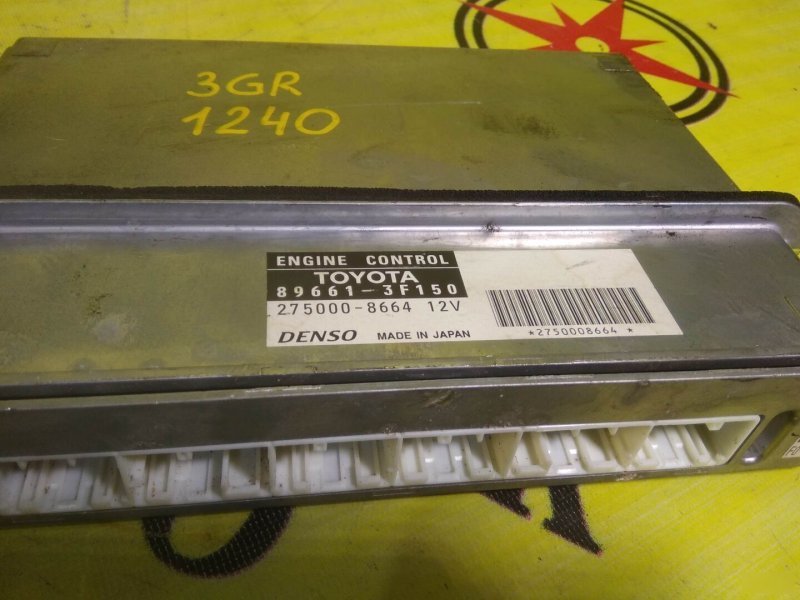 3GR
1240
ENGINE CONTROL
TOYOTA
89661-3F150
275000-8664 12V
DENSO MADE IN JAPAN
*2750008664*